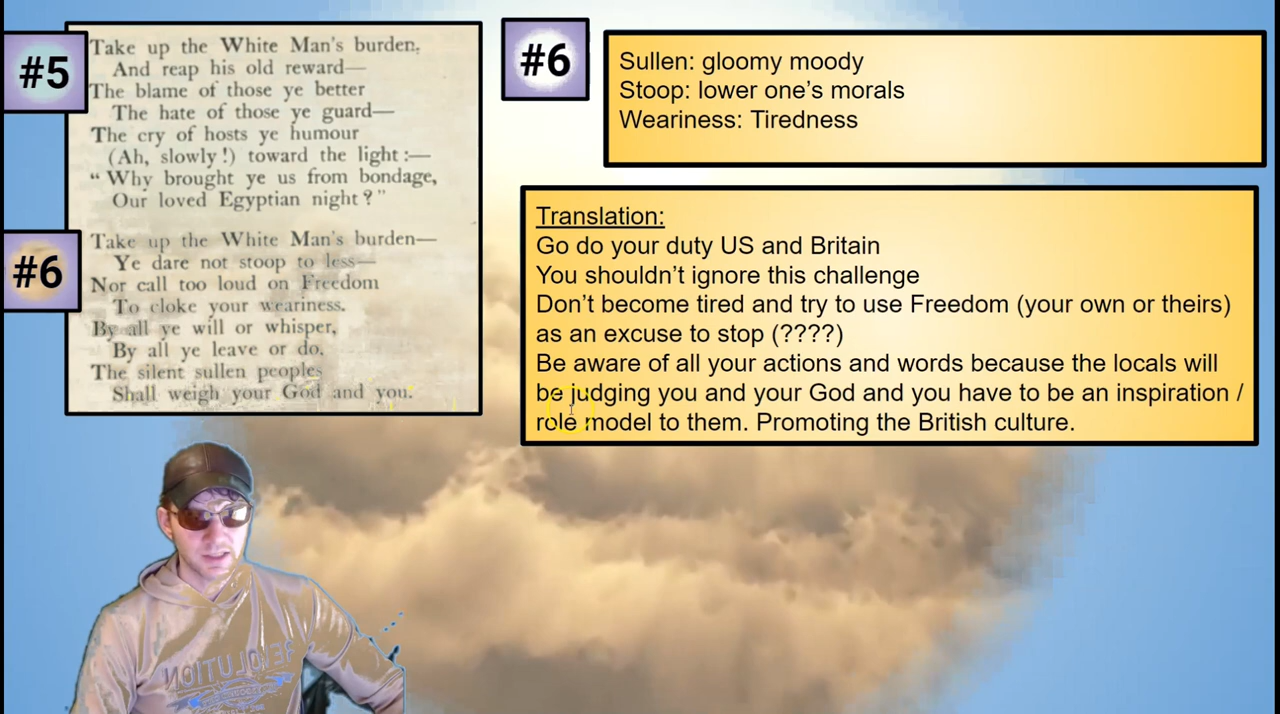 #5
Take up the White Man's burden,
And reap his old reward—
The blame of those ye better
The hate of those ye guard—
The cry of hosts ye humour
(Ah, slowly!) toward the light:—
"Why brought ye us from bondage,
Our loved Egyptian night?"
#6
Take up the White Man's burden—
Ye dare not stoop to less—
Nor call too loud on Freedom
To cloke your weariness.
By all ye will or whisper,
By all ye leave or do,
The silent sullen peoples
Shall weigh your God and you.
#6
Sullen: gloomy moody
Stoop: lower one's morals
Weariness: Tiredness
Translation:
Go do your duty US and Britain
You shouldn't ignore this challenge
Don't become tired and try to use Freedom (your own or theirs)
as an excuse to stop (????)
Be aware of all your actions and words because the locals will
be judging you and your God and you have to be an inspiration /
role model to them. Promoting the British culture.
REVOLUTION